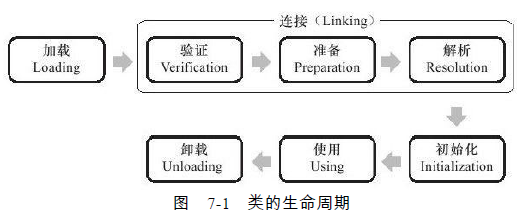 连接（Linking）
加载
Loading
验证
Verification
准备
Preparation
解析
Resolution
卸载
Unloading
使用
Using
初始化
Initialization
图 7-1 类的生命周期